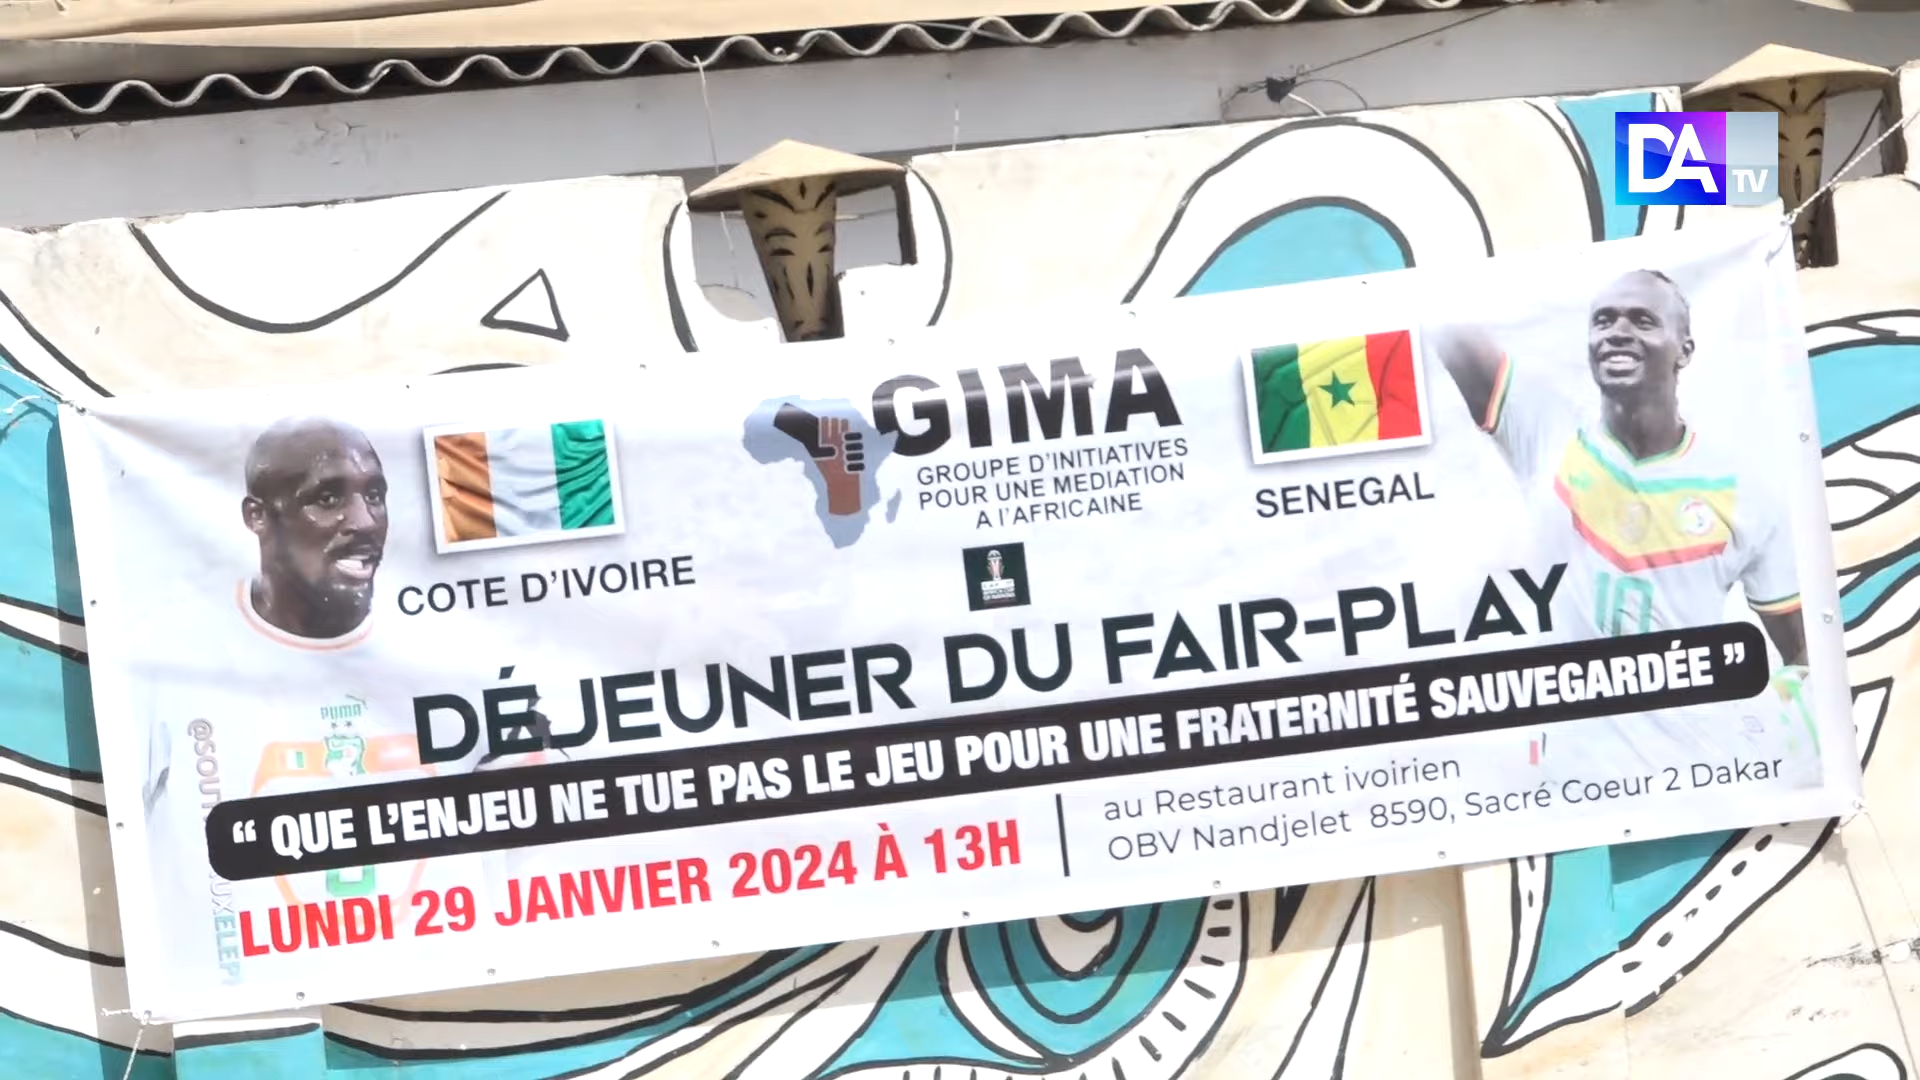 DA TV
GIMA
GROUPE D'INITIATIVES
POUR UNE MEDIATION
A l'AFRICAINE
COTE D'IVOIRE
SENEGAL
DÉJEUNER DU FAIR-PLAY
“ QUE L'ENJEU NE TUE PAS LE JEU POUR UNE FRATERNITÉ SAUVEGARDÉE ”
LUNDI 29 JANVIER 2024 À 13H
au Restaurant ivoirien
OBV Nandjelet 8590, Sacré Coeur 2 Dakar
PUMA
10